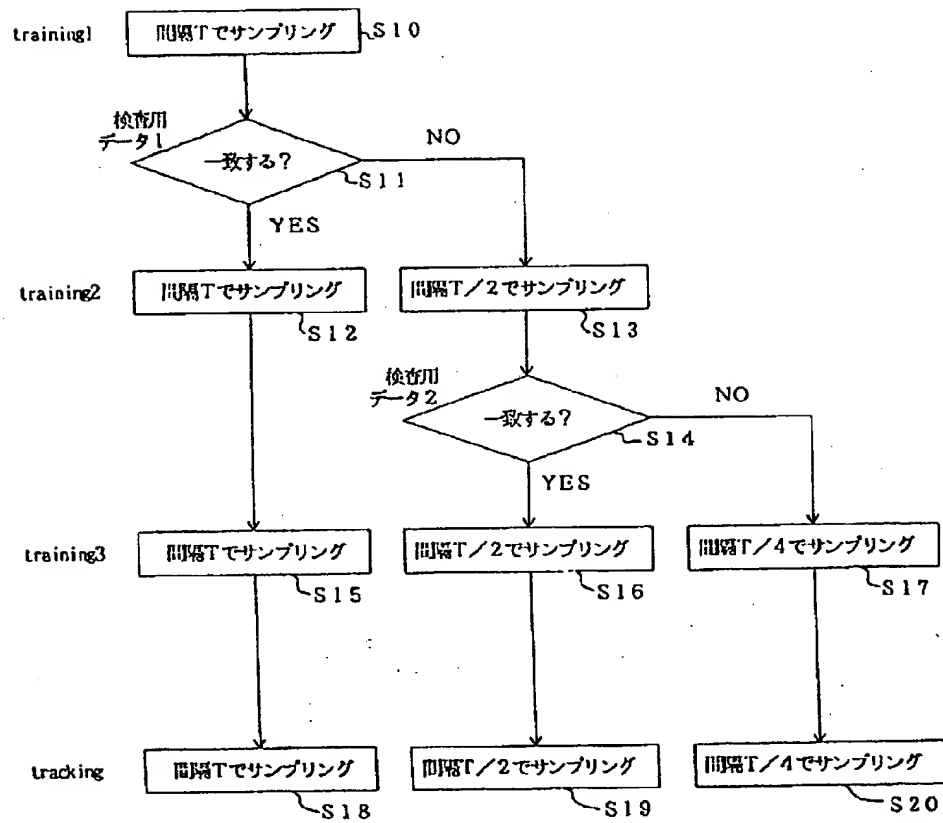 training1
間隔Tでサンプリング
S10
検査用
データ1
一致する?
NO
S11
YES
training2
間隔Tでサンプリング
間隔T/2でサンプリング
S12
S13
検査用
データ2
一致する?
NO
S14
YES
training3
間隔Tでサンプリング
間隔T/2でサンプリング
間隔T/4でサンプリング
S15
S16
S17
tracking
間隔Tでサンプリング
間隔T/2でサンプリング
間隔T/4でサンプリング
S18
S19
S20